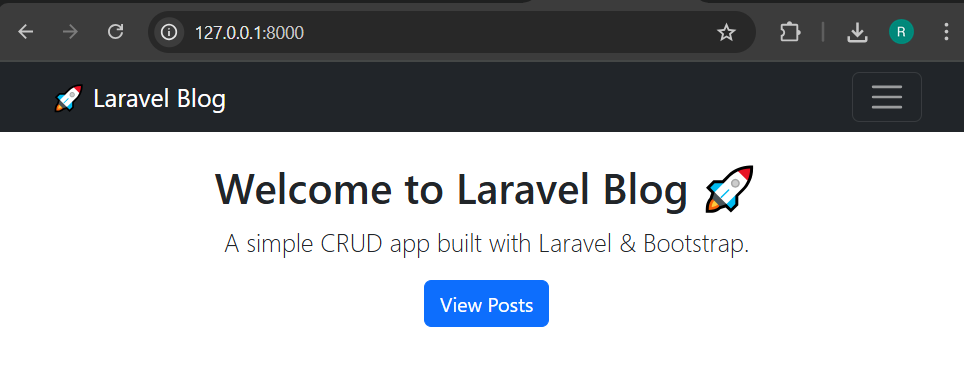 127.0.0.1:8000
R
🚀 Laravel Blog
Welcome to Laravel Blog 🚀
A simple CRUD app built with Laravel & Bootstrap.
View Posts